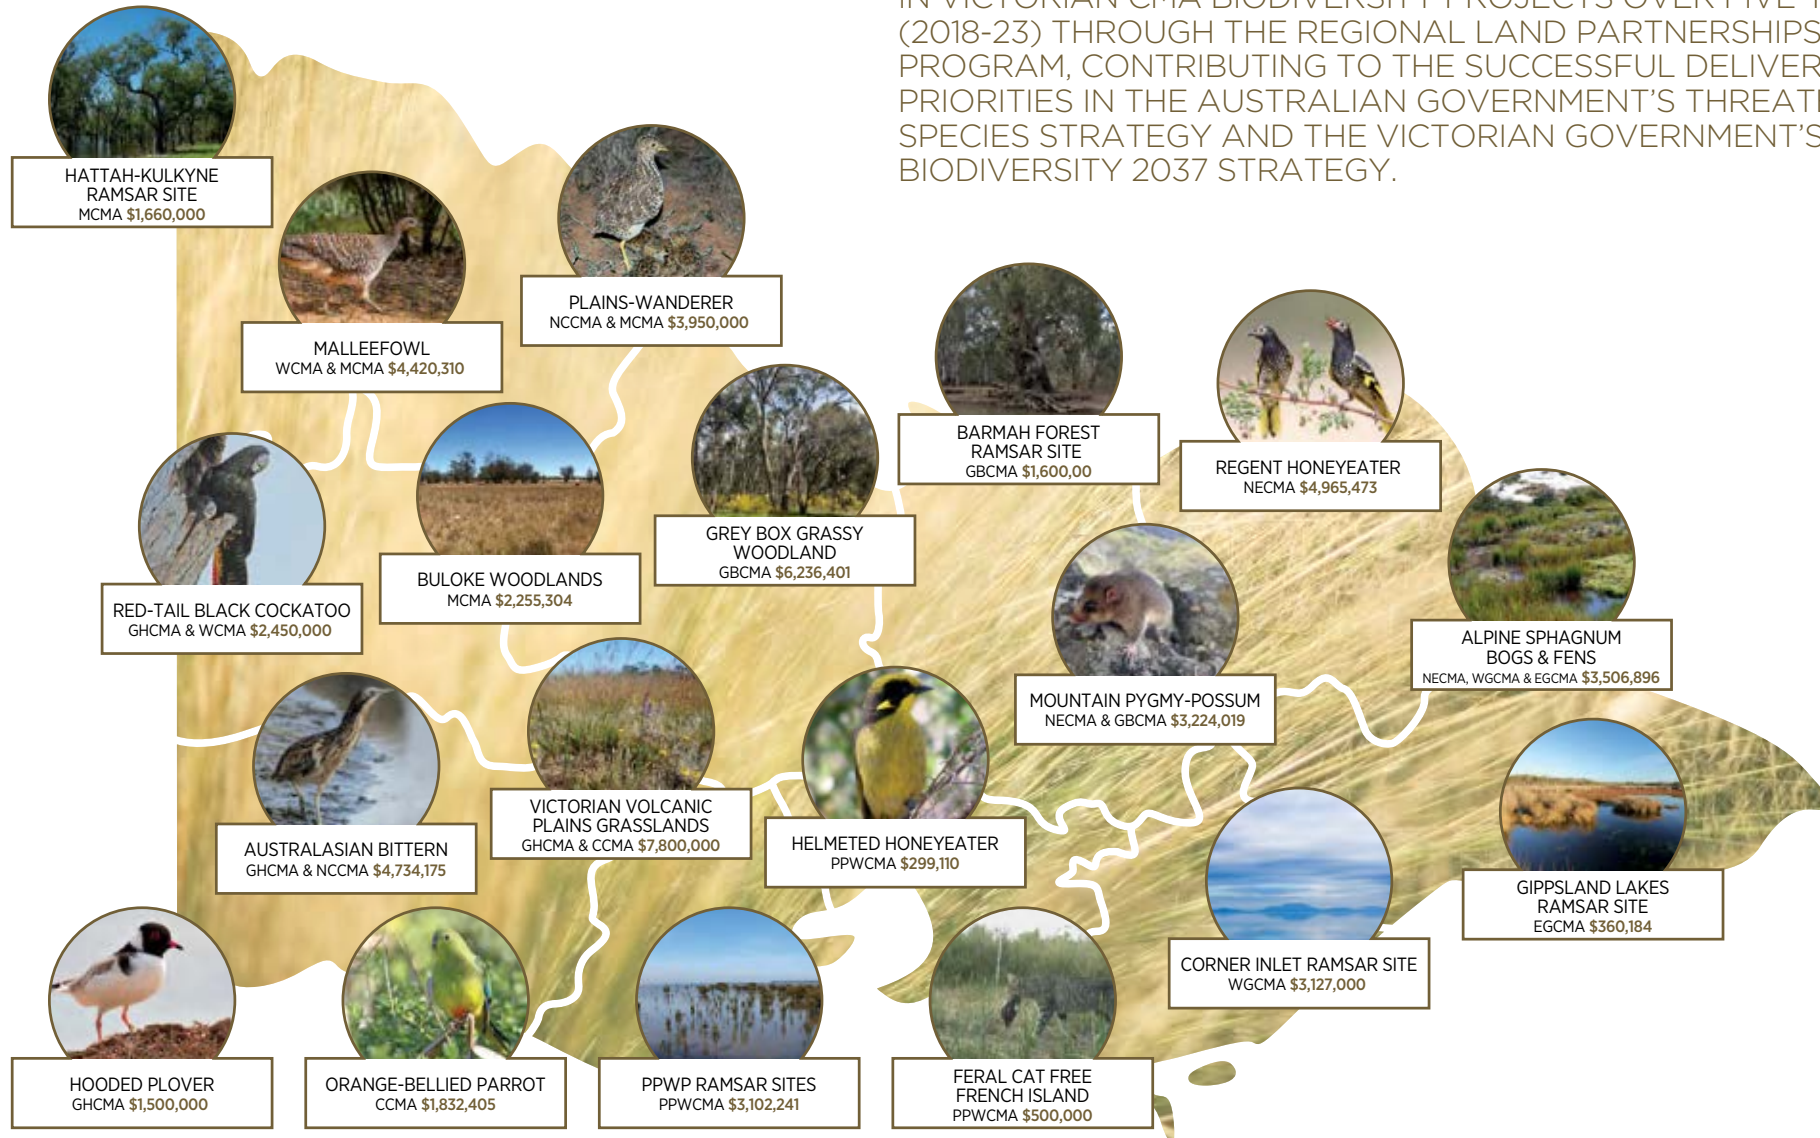 IN VICTORIAN CMA BIODIVERSITY PROJECTS OVER FIVE
(2018-23) THROUGH THE REGIONAL LAND PARTNERSHIPS
PROGRAM, CONTRIBUTING TO THE SUCCESSFUL DELIVER
PRIORITIES IN THE AUSTRALIAN GOVERNMENT'S THREAT
SPECIES STRATEGY AND THE VICTORIAN GOVERNMENT'S
BIODIVERSITY 2037 STRATEGY.
HATTAH-KULKYNE
RAMSAR SITE
MCMA $1,660,000
MALLEEFOWL
WCMA & MCMA $4,420,310
PLAINS-WANDERER
NCCMA & MCMA $3,950,000
BARMAH FOREST
RAMSAR SITE
GBCMA $1,600,00
REGENT HONEYEATER
NECMA $4,965,473
RED-TAIL BLACK COCKATOO
GHCMA & WCMA $2,450,000
BULOKE WOODLANDS
MCMA $2,255,304
GREY BOX GRASSY
WOODLAND
GBCMA $6,236,401
MOUNTAIN PYGMY-POSSUM
NECMA & GBCMA $3,224,019
ALPINE SPHAGNUM
BOGS & FENS
NECMA, WGCMA & EGCMA $3,506,896
AUSTRALASIAN BITTERN
GHCMA & NCCMA $4,734,175
VICTORIAN VOLCANIC
PLAINS GRASSLANDS
GHCMA & CCMA $7,800,000
HELMETED HONEYEATER
PPWCMA $299,110
GIPPSLAND LAKES
RAMSAR SITE
EGCMA $360,184
CORNER INLET RAMSAR SITE
WGCMA $3,127,000
HOODED PLOVER
GHCMA $1,500,000
ORANGE-BELLIED PARROT
CCMA $1,832,405
PPWP RAMSAR SITES
PPWCMA $3,102,241
FERAL CAT FREE
FRENCH ISLAND
PPWCMA $500,000